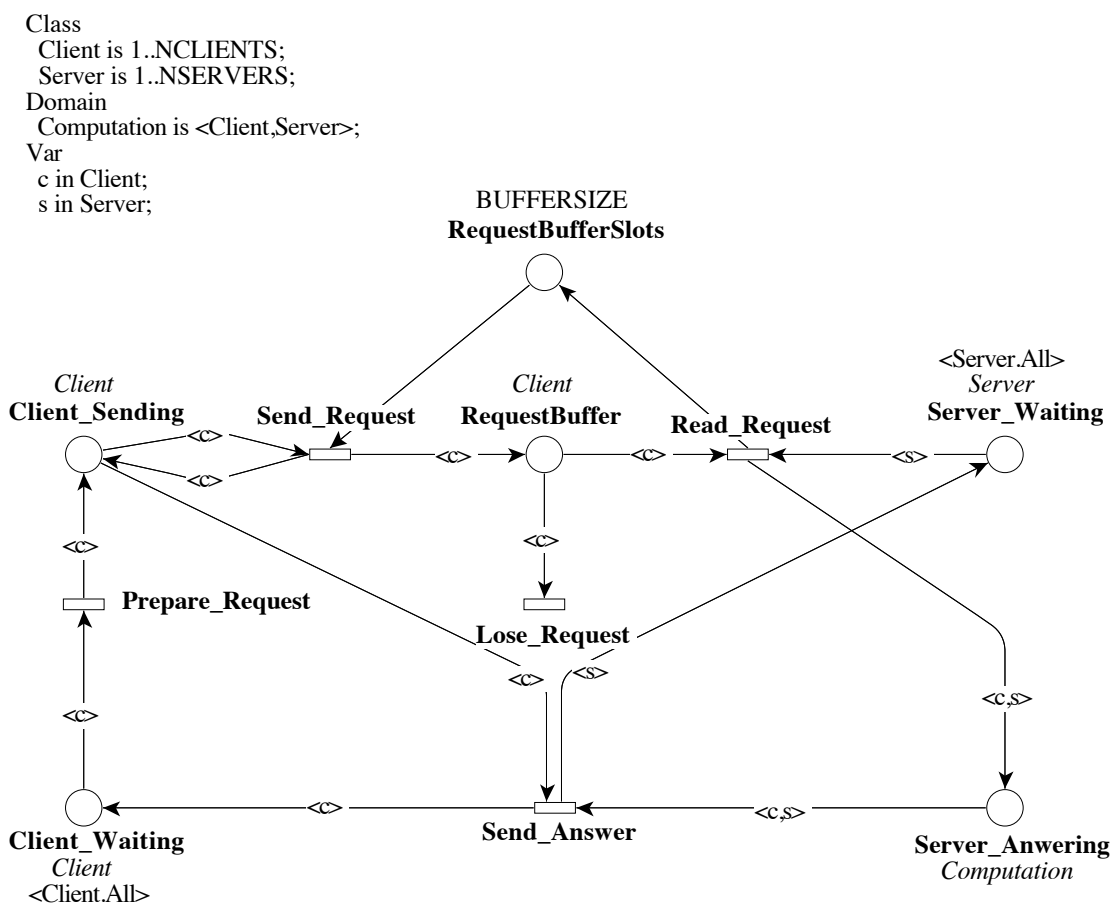 Class
Client is 1..NCLIENTS;
Server is 1..NSERVERS;
Domain
Computation is <Client,Server>;
Var
c in Client;
s in Server;
BUFFERSIZE
RequestBufferSlots
<Server.All>
Server
Server_Waiting
Client
Client_Sending
Send_Request
Client
RequestBuffer
Read_Request
<c>
<c>
<c>
<c>
<s>
<c>
<c>
Prepare_Request
Lose_Request
<c>
<s>
<c,s>
<c>
<c>
<c,s>
Client_Waiting
Client
<Client.All>
Send_Answer
Server_Anwering
Computation